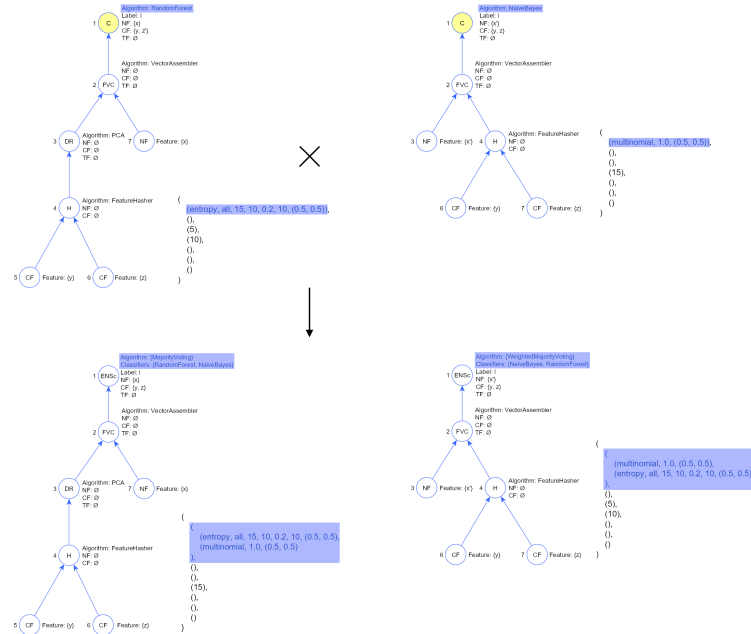 Algorithm: RandomForest
Label: l
NF: {x}
CF: {y, z'}
TF: Ø
1 C
Algorithm: VectorAssembler
NF: Ø
CF: Ø
TF: Ø
2 FVC
3 DR
Algorithm: PCA
NF: Ø
CF: Ø
TF: Ø
7 NF Feature: {x}
4 H
Algorithm: FeatureHasher
NF: Ø
CF: Ø
5 CF Feature: {y}
6 CF Feature: {z}
(
(entropy, all, 15, 10, 0.2, 10, (0.5, 0.5)),
(),
(5),
(10),
(),
(),
()
)
Algorithm: NaiveBayes
Label: l
NF: {x'}
CF: {y, z}
TF: Ø
1 C
Algorithm: VectorAssembler
NF: Ø
CF: Ø
TF: Ø
2 FVC
3 NF Feature: {x'}
4 H
Algorithm: FeatureHasher
NF: Ø
CF: Ø
6 CF Feature: {y}
7 CF Feature: {z}
(
(multinomial, 1.0, (0.5, 0.5)),
(),
(),
(15),
(),
(),
()
)
Algorithm: {MajorityVoting}
Classifiers: {RandomForest, NaiveBayes}
Label: l
NF: {x}
CF: {y, z}
TF: Ø
1 ENSc
Algorithm: VectorAssembler
NF: Ø
CF: Ø
TF: Ø
2 FVC
3 DR
Algorithm: PCA
NF: Ø
CF: Ø
TF: Ø
7 NF Feature: {x}
4 H
Algorithm: FeatureHasher
NF: Ø
CF: Ø
5 CF Feature: {y}
6 CF Feature: {z}
(
(
(entropy, all, 15, 10, 0.2, 10, (0.5, 0.5),
(multinomial, 1.0, (0.5, 0.5)
),
(),
(),
(15),
(),
(),
()
}
Algorithm: {WeightedMajorityVoting}
Classifiers: {NaiveBayes, RandomForest}
Label: l
NF: {x'}
CF: {y, z}
TF: Ø
1 ENSc
Algorithm: VectorAssembler
NF: Ø
CF: Ø
TF: Ø
2 FVC
3 NF Feature: {x'}
4 H
Algorithm: FeatureHasher
NF: Ø
CF: Ø
6 CF Feature: {y}
7 CF Feature: {z}
(
(
(multinomial, 1.0, (0.5, 0.5),
(entropy, all, 15, 10, 0.2, 10, (0.5, 0.5)
),
(),
(5),
(10),
(),
(),
()
)